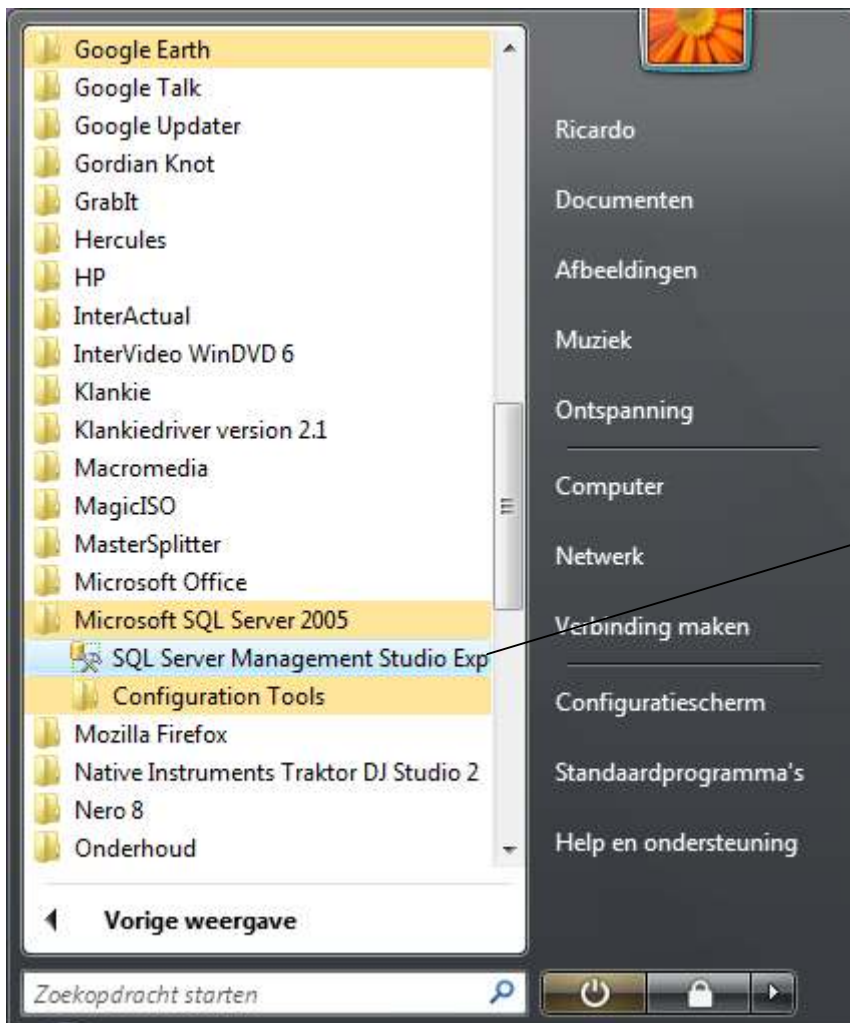 Google Earth
Google Talk
Google Updater
Gordian Knot
GrabIt
Hercules
HP
InterActual
InterVideo WinDVD 6
Klankie
Klankiedriver version 2.1
Macromedia
MagicISO
MasterSplitter
Microsoft Office
Microsoft SQL Server 2005
SQL Server Management Studio Exp
Configuration Tools
Mozilla Firefox
Native Instruments Traktor DJ Studio 2
Nero 8
Onderhoud
Vorige weergave
Zoekopdracht starten
Ricardo
Documenten
Afbeeldingen
Muziek
Ontspanning
Computer
Netwerk
Verbinding maken
Configuratiescherm
Standaardprogramma's
Help en ondersteuning